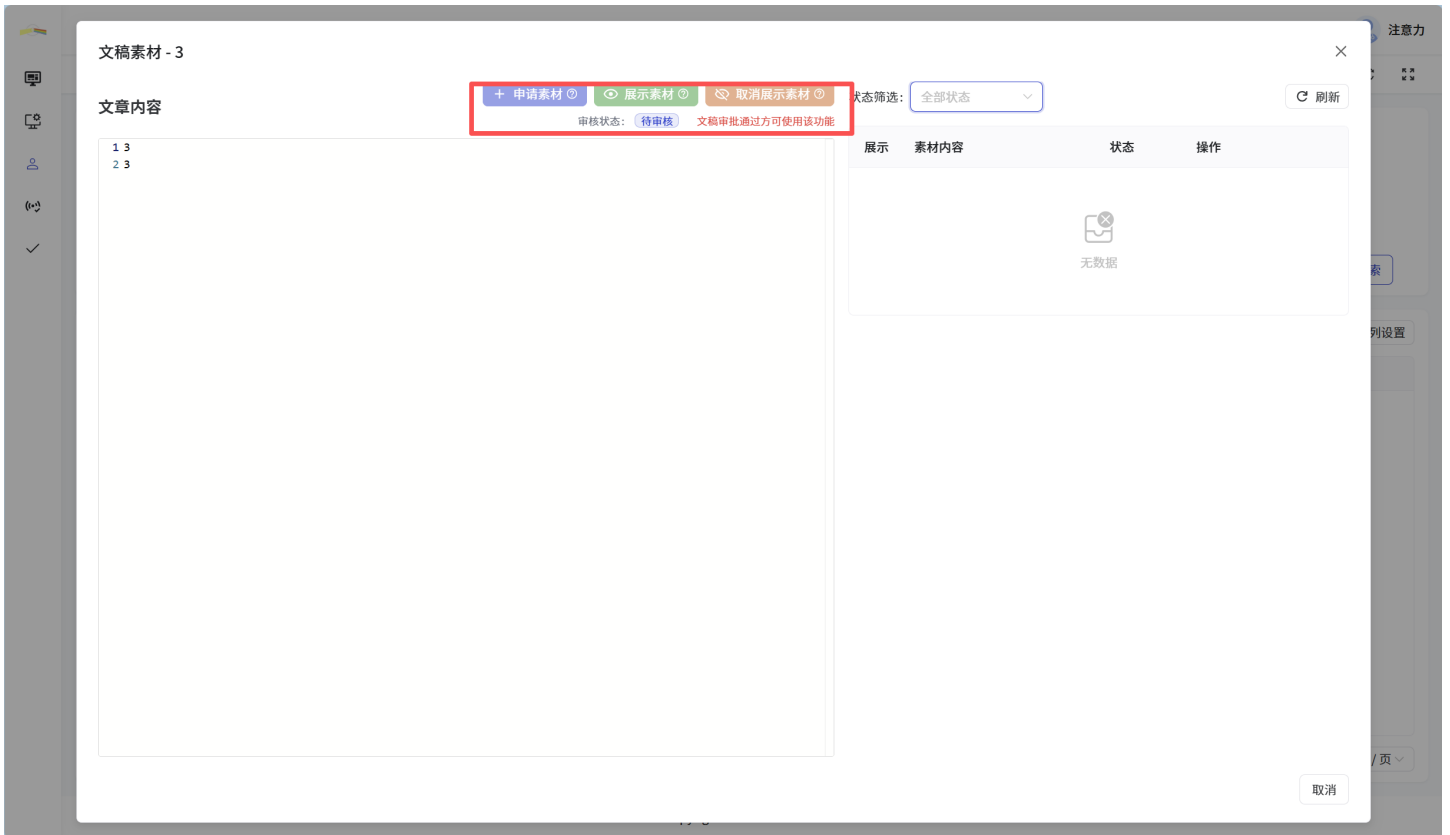 注意力
文稿素材 - 3
文章内容
申请素材
展示素材
取消展示素材
审核状态： 待审核 文稿审批通过方可使用该功能
1 3
2 3
状态筛选： 全部状态
刷新
展示 素材内容 状态 操作
无数据
索
列设置
/ 页
取消